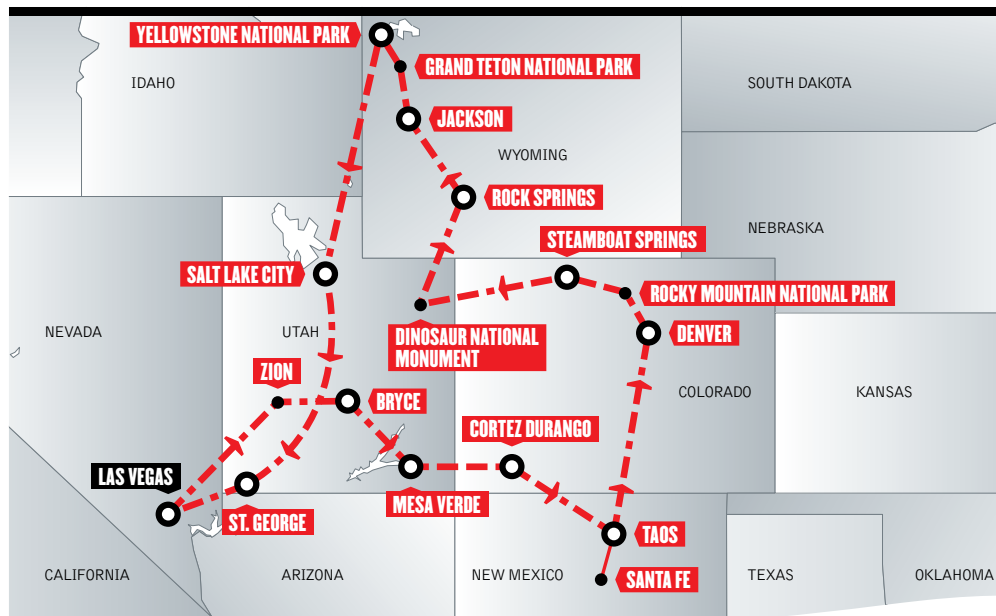 YELLOWSTONE NATIONAL PARK
GRAND TETON NATIONAL PARK
IDAHO
SOUTH DAKOTA
JACKSON
WYOMING
ROCK SPRINGS
NEBRASKA
STEAMBOAT SPRINGS
SALT LAKE CITY
ROCKY MOUNTAIN NATIONAL PARK
NEVADA
UTAH
DINOSAUR NATIONAL
MONUMENT
DENVER
ZION
BRYCE
COLORADO
KANSAS
CORTEZ DURANGO
LAS VEGAS
MESA VERDE
ST. GEORGE
TAOS
CALIFORNIA
ARIZONA
NEW MEXICO
SANTA FE
TEXAS
OKLAHOMA